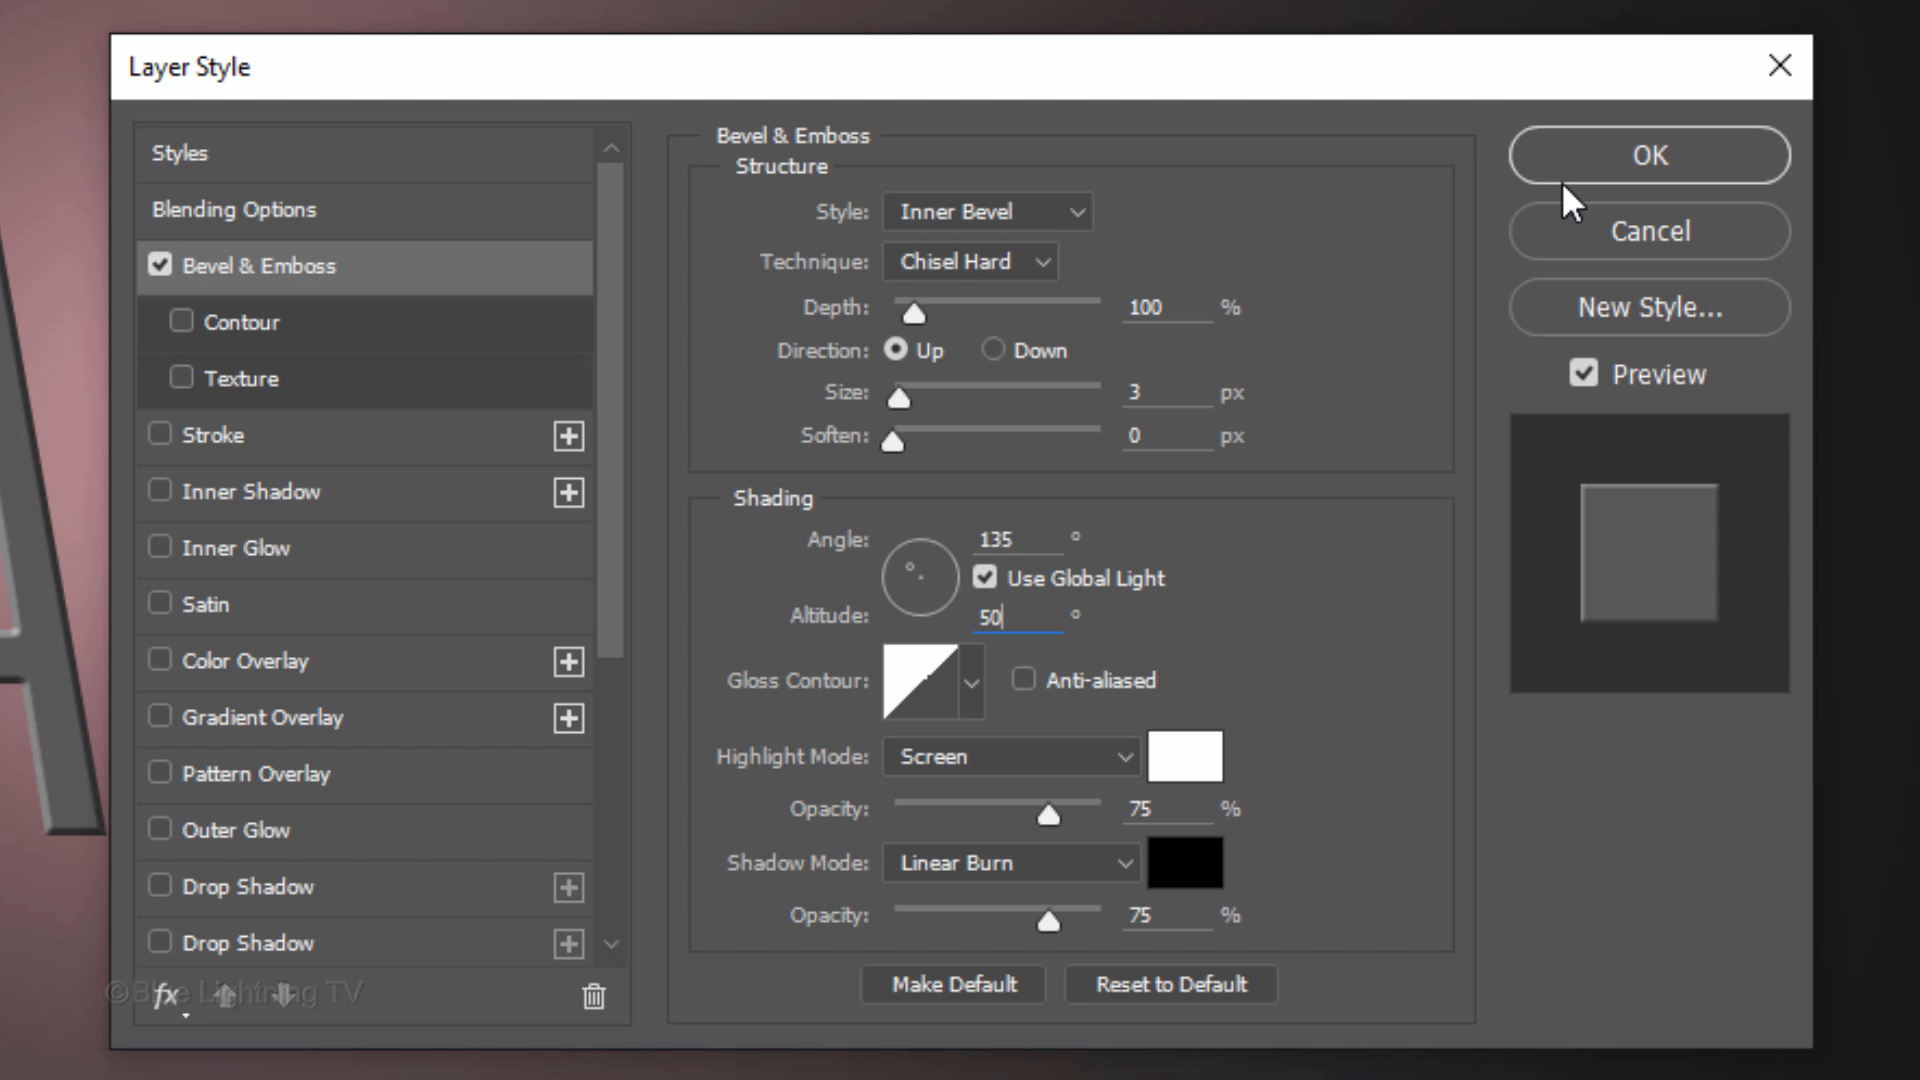 Layer Style
Styles
Blending Options
Bevel & Emboss
Contour
Texture
Stroke
Inner Shadow
Inner Glow
Satin
Color Overlay
Gradient Overlay
Pattern Overlay
Outer Glow
Drop Shadow
Drop Shadow
fx
©Blue Lightning TV
Bevel & Emboss
Structure
Style: Inner Bevel
Technique: Chisel Hard
Depth: 100 %
Direction: Up Down
Size: 3 px
Soften: 0 px
Shading
Angle: 135 °
Use Global Light
Altitude: 50 °
Gloss Contour: Anti-aliased
Highlight Mode: Screen
Opacity: 75 %
Shadow Mode: Linear Burn
Opacity: 75 %
Make Default Reset to Default
OK
Cancel
New Style...
Preview